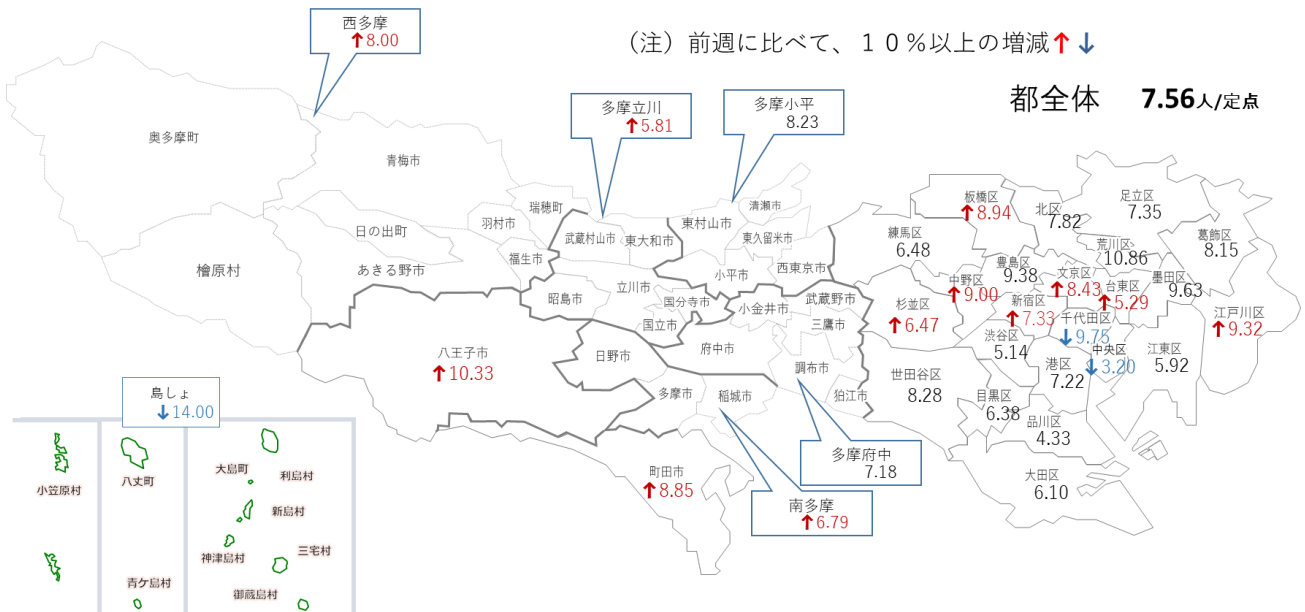 西多摩
↑8.00
（注）前週に比べて、１０％以上の増減↑↓
都全体 7.56人/定点
多摩立川
↑5.81
多摩小平
8.23
奥多摩町
青梅市
瑞穂町
羽村市
日の出町
福生市
あきる野市
檜原村
武蔵村山市
東大和市
東村山市
清瀬市
東久留米市
小平市
西東京市
昭島市
立川市
国分寺市
国立市
小金井市
武蔵野市
三鷹市
府中市
調布市
狛江市
日野市
多摩市
稲城市
八王子市
↑10.33
町田市
↑8.85
多摩府中
7.18
南多摩
↑6.79
板橋区
↑8.94
北区
7.82
足立区
7.35
葛飾区
8.15
練馬区
6.48
豊島区
9.38
荒川区
10.86
文京区
↑8.43
台東区
↑5.29
墨田区
9.63
中野区
↑9.00
杉並区
↑6.47
新宿区
↑7.33
千代田区
↓9.75
江戸川区
↑9.32
渋谷区
5.14
中央区
↓3.20
江東区
5.92
港区
7.22
世田谷区
8.28
目黒区
6.38
品川区
4.33
大田区
6.10
島しょ
↓14.00
小笠原村
八丈町
青ケ島村
大島町
利島村
新島村
神津島村
三宅村
御蔵島村